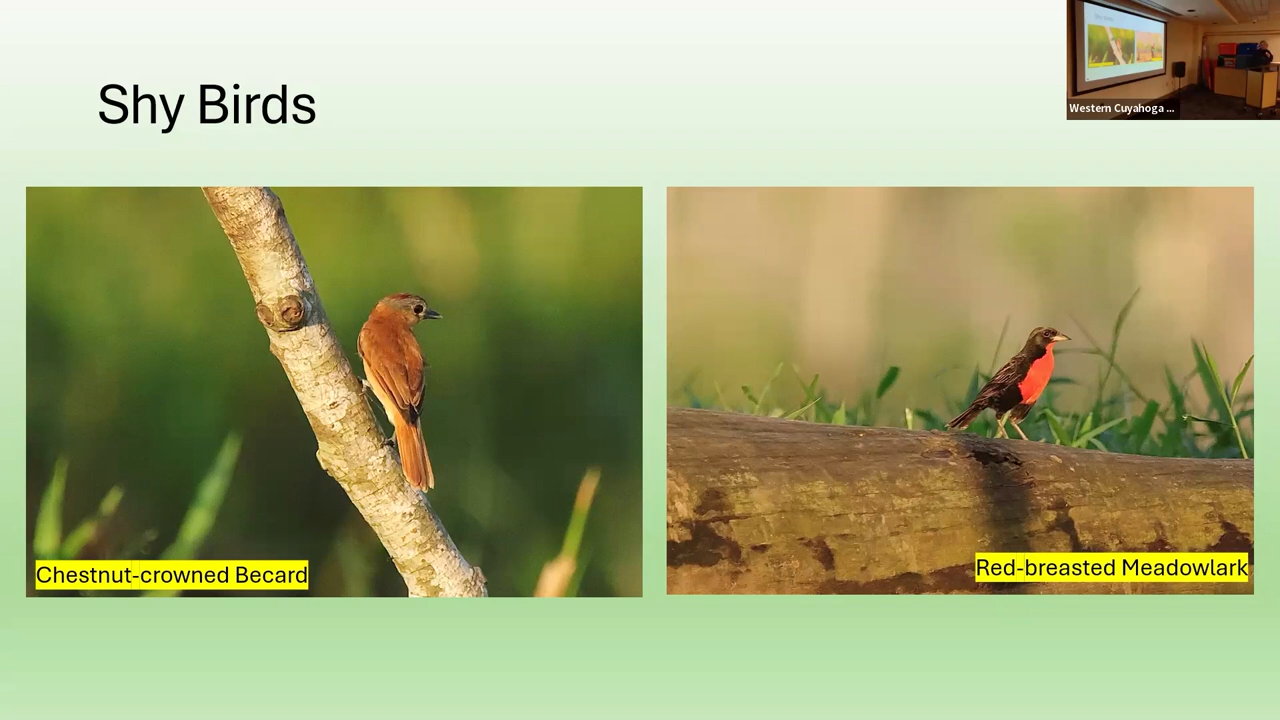 Shy Birds
Western Cuyahoga ...
Chestnut-crowned Becard
Red-breasted Meadowlark